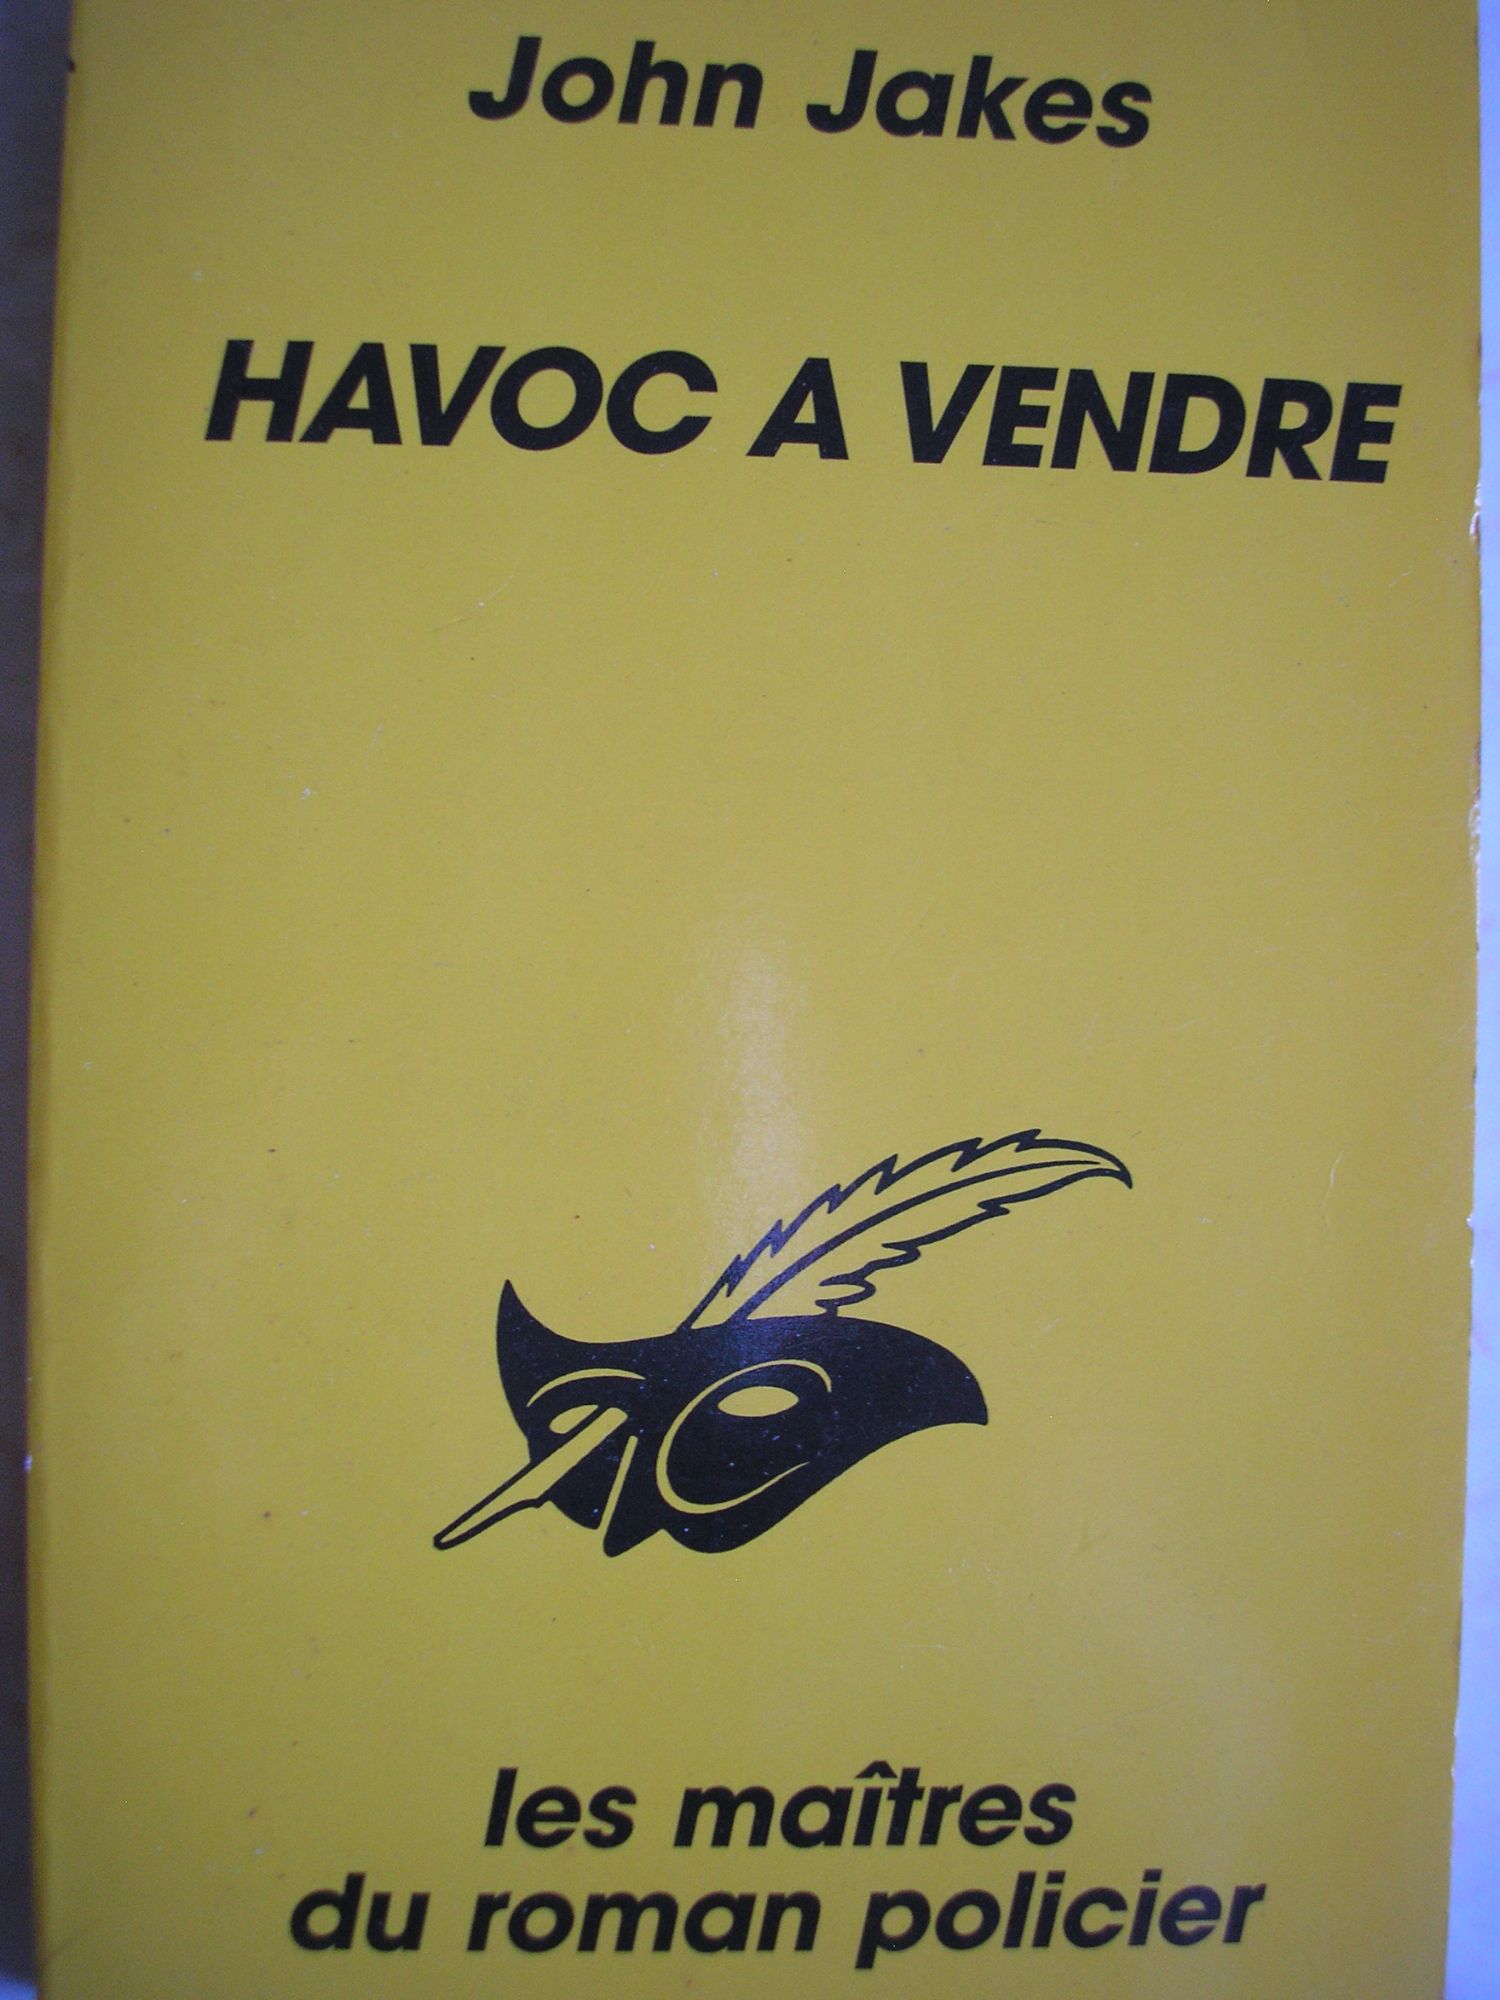 John Jakes
HAVOC A VENDRE
les maîtres
du roman policier